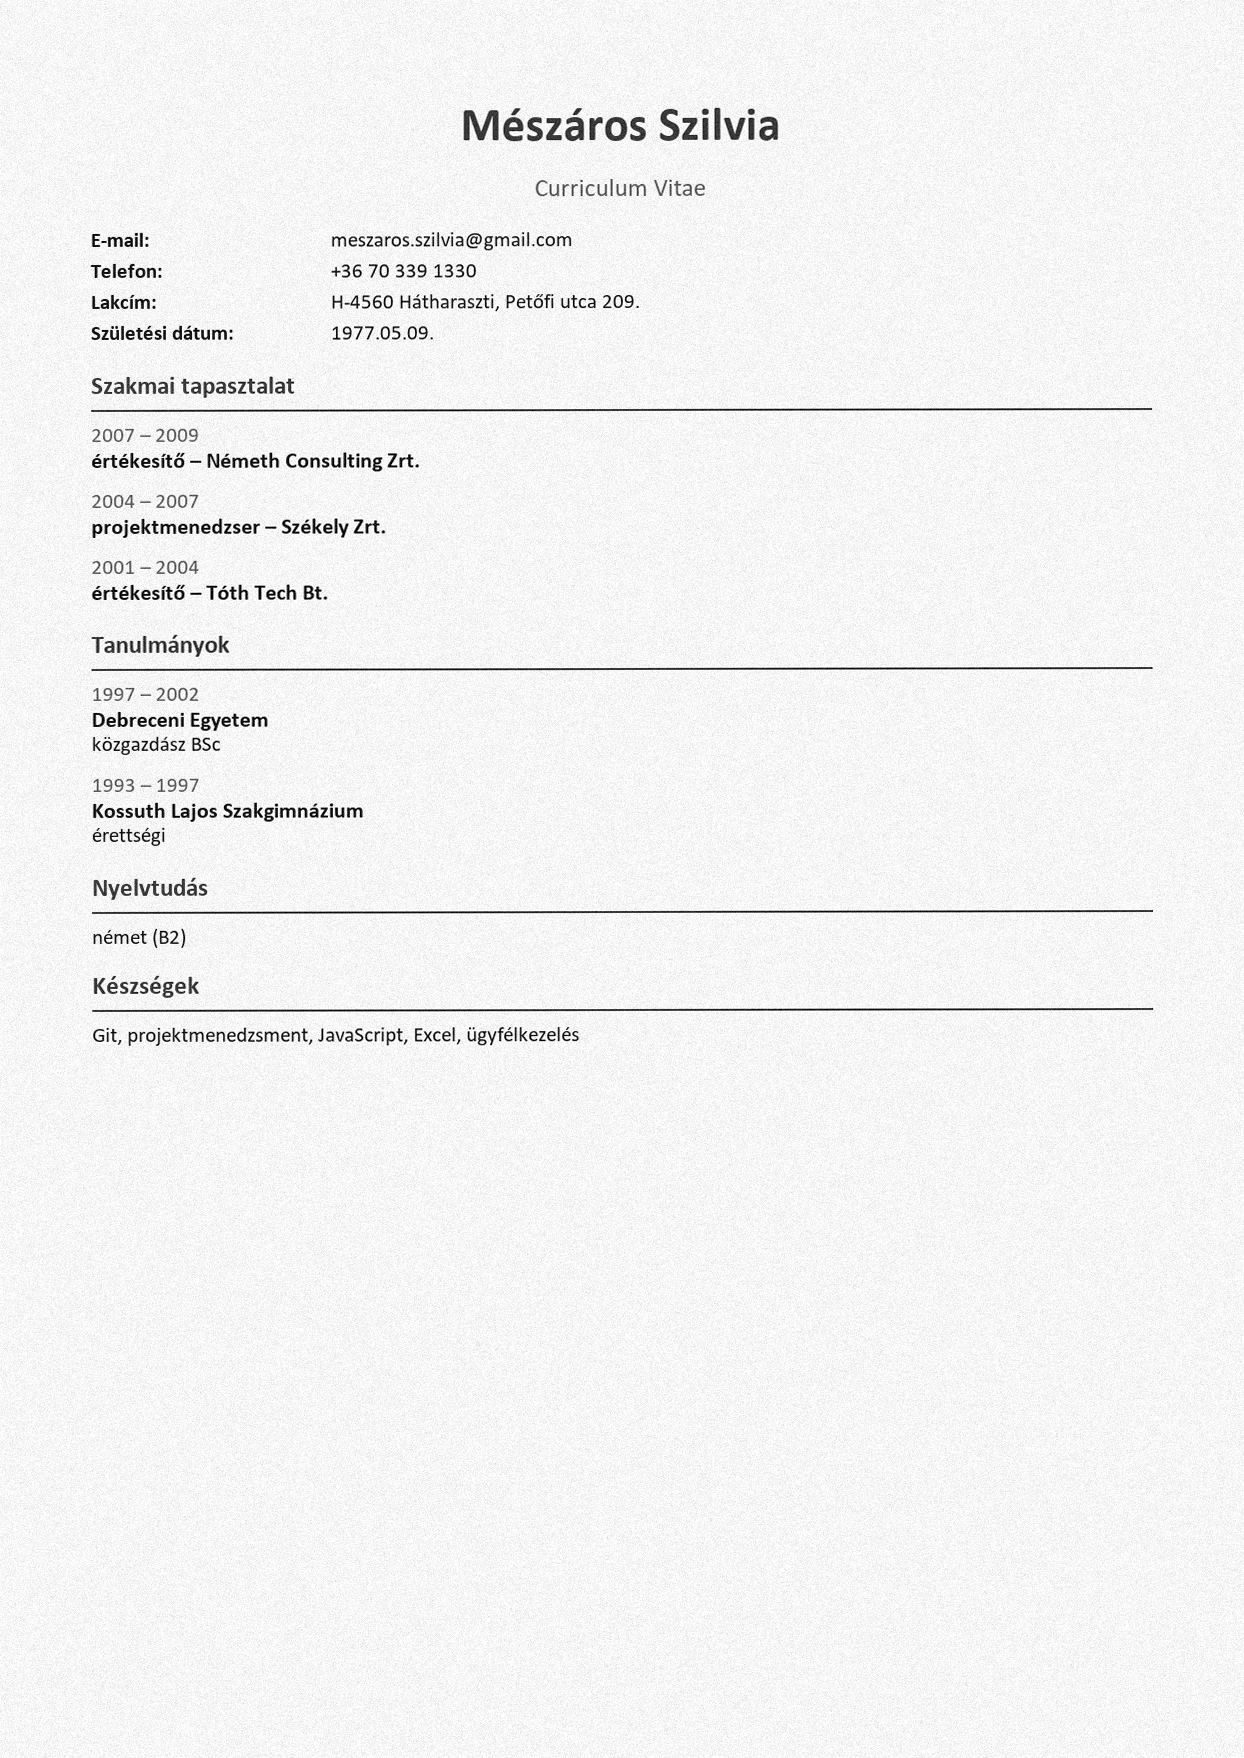 Mészáros Szilvia
Curriculum Vitae
E-mail: meszaros.szilvia@gmail.com
Telefon: +36 70 339 1330
Lakcím: H-4560 Hátharaszti, Petőfi utca 209.
Születési dátum: 1977.05.09.
Szakmai tapasztalat
2007 – 2009
értékesítő – Németh Consulting Zrt.
2004 – 2007
projektmenedzser – Székely Zrt.
2001 – 2004
értékesítő – Tóth Tech Bt.
Tanulmányok
1997 – 2002
Debreceni Egyetem
közgazdász BSc
1993 – 1997
Kossuth Lajos Szakgimnázium
érettségi
Nyelvtudás
német (B2)
Készségek
Git, projektmenedzsment, JavaScript, Excel, ügyfélkezelés